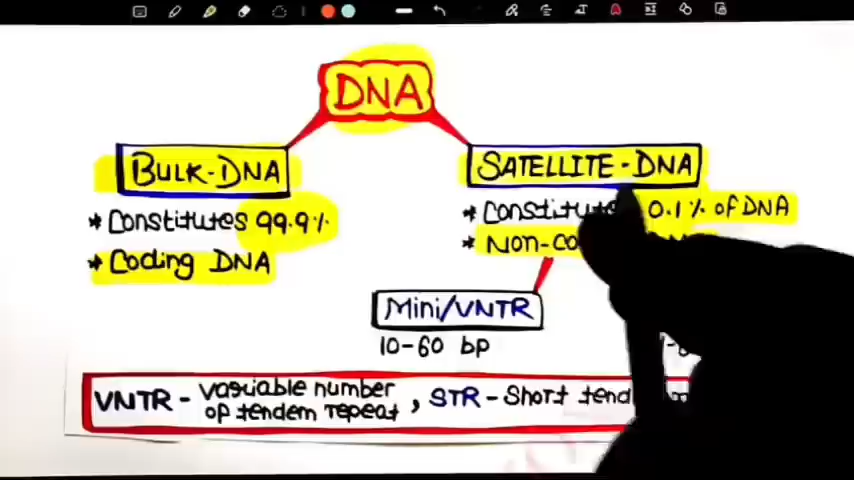 DNA
BULK-DNA
SATELLITE-DNA
* Constitutes 99.9%
* Coding DNA
* Constitutes 0.1% of DNA
* Non-co
Mini/VNTR
10-60 bp
VNTR - variable number of tendem repeat, STR - Short tend